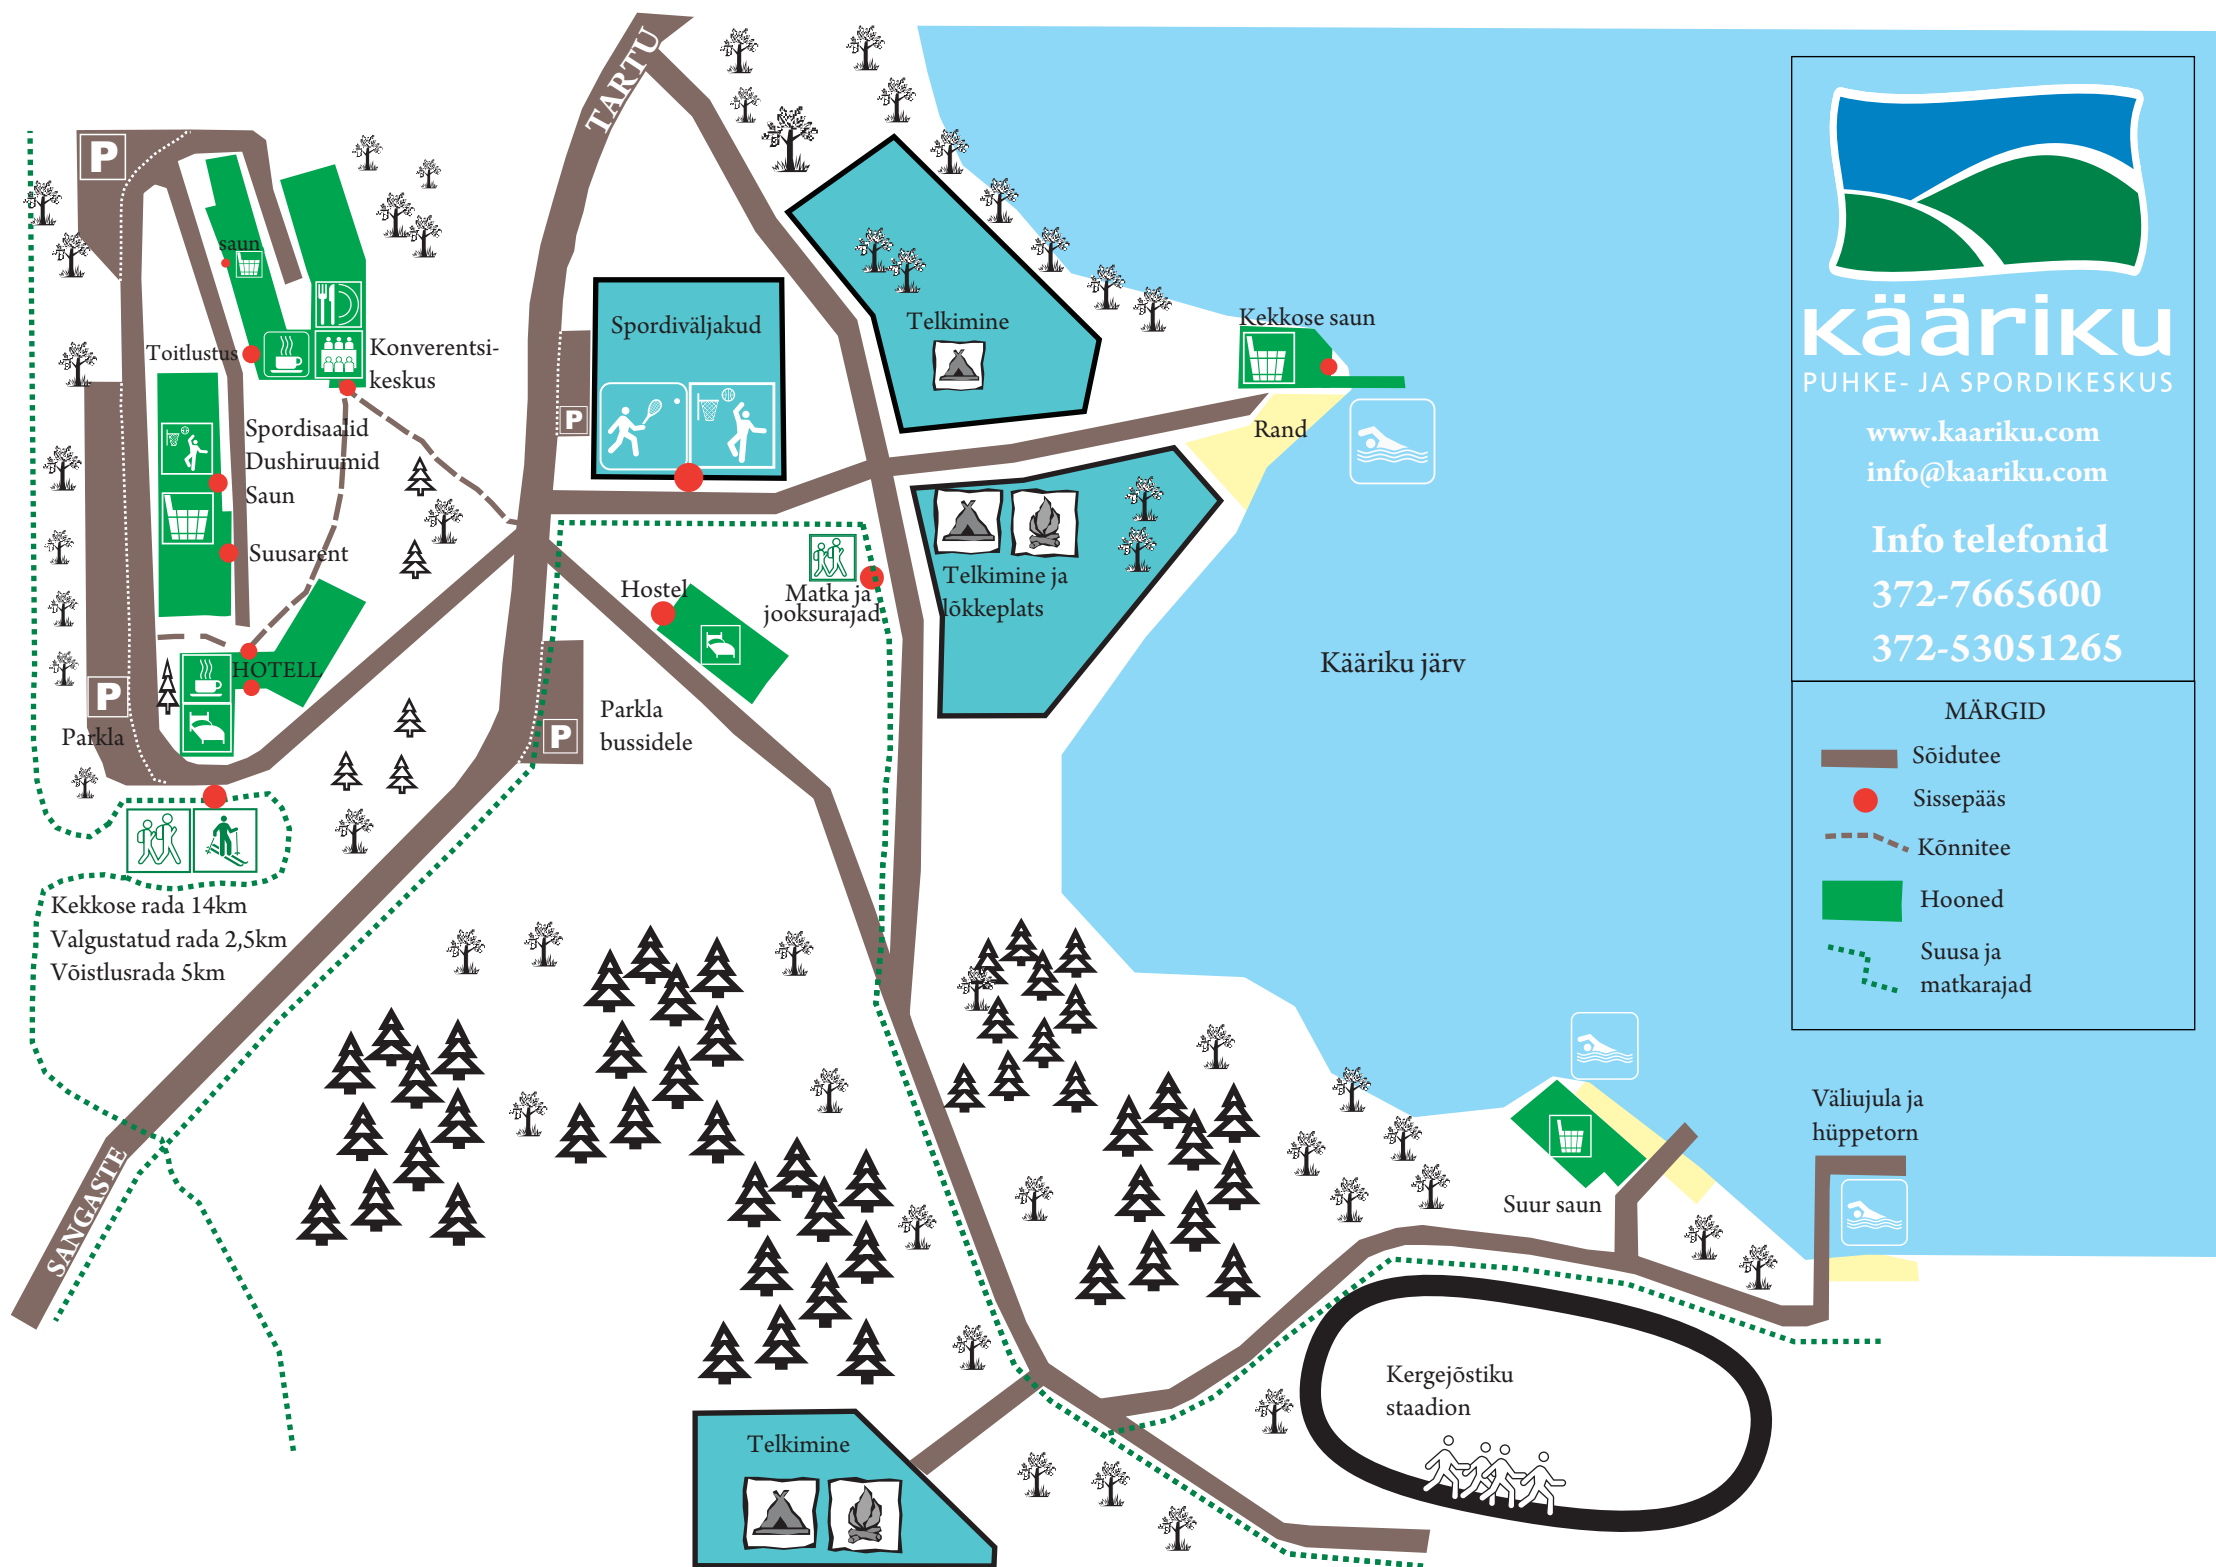 TARTU
P
saun
Toitlustus
Konverentsi-
keskus
Spordisaalid
Dushiruumid
Saun
Suusarent
HOTELL
P
Parkla
Kekkose rada 14km
Valgustatud rada 2,5km
Võistlusrada 5km
SANGASTE
Spordiväljakud
P
Telkimine
Kekkose saun
Rand
Telkimine ja
lõkkeplats
Matka ja
jooksurajad
Hostel
P
Parkla
bussidele
Kääriku järv
Telkimine
Suur saun
Väliujula ja
hüppetorn
Kergejõstiku
staadion
kääriku
PUHKE- JA SPORDIKESKUS
www.kaariku.com
info@kaariku.com
Info telefonid
372-7665600
372-53051265
MÄRGID
Sõidutee
Sissepääs
Kõnnitee
Hooned
Suusa ja
matkarajad